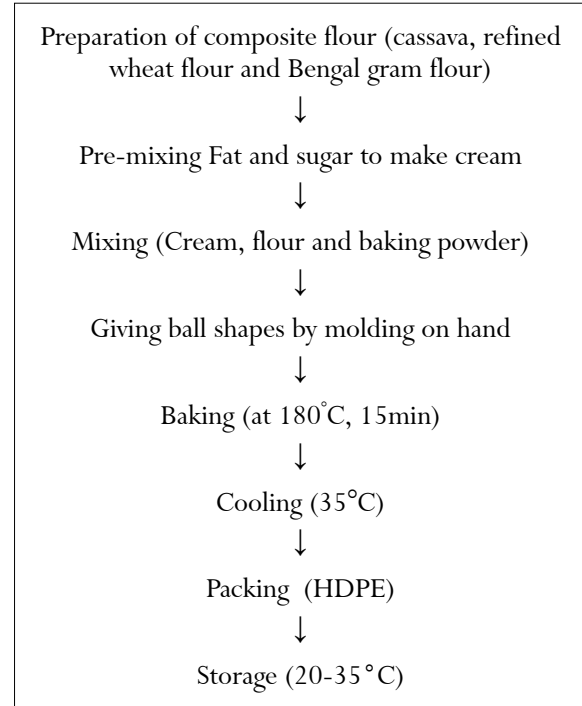 Preparation of composite flour (cassava, refined
wheat flour and Bengal gram flour)
↓
Pre-mixing Fat and sugar to make cream
↓
Mixing (Cream, flour and baking powder)
↓
Giving ball shapes by molding on hand
↓
Baking (at 180°C, 15min)
↓
Cooling (35°C)
↓
Packing (HDPE)
↓
Storage (20-35°C)